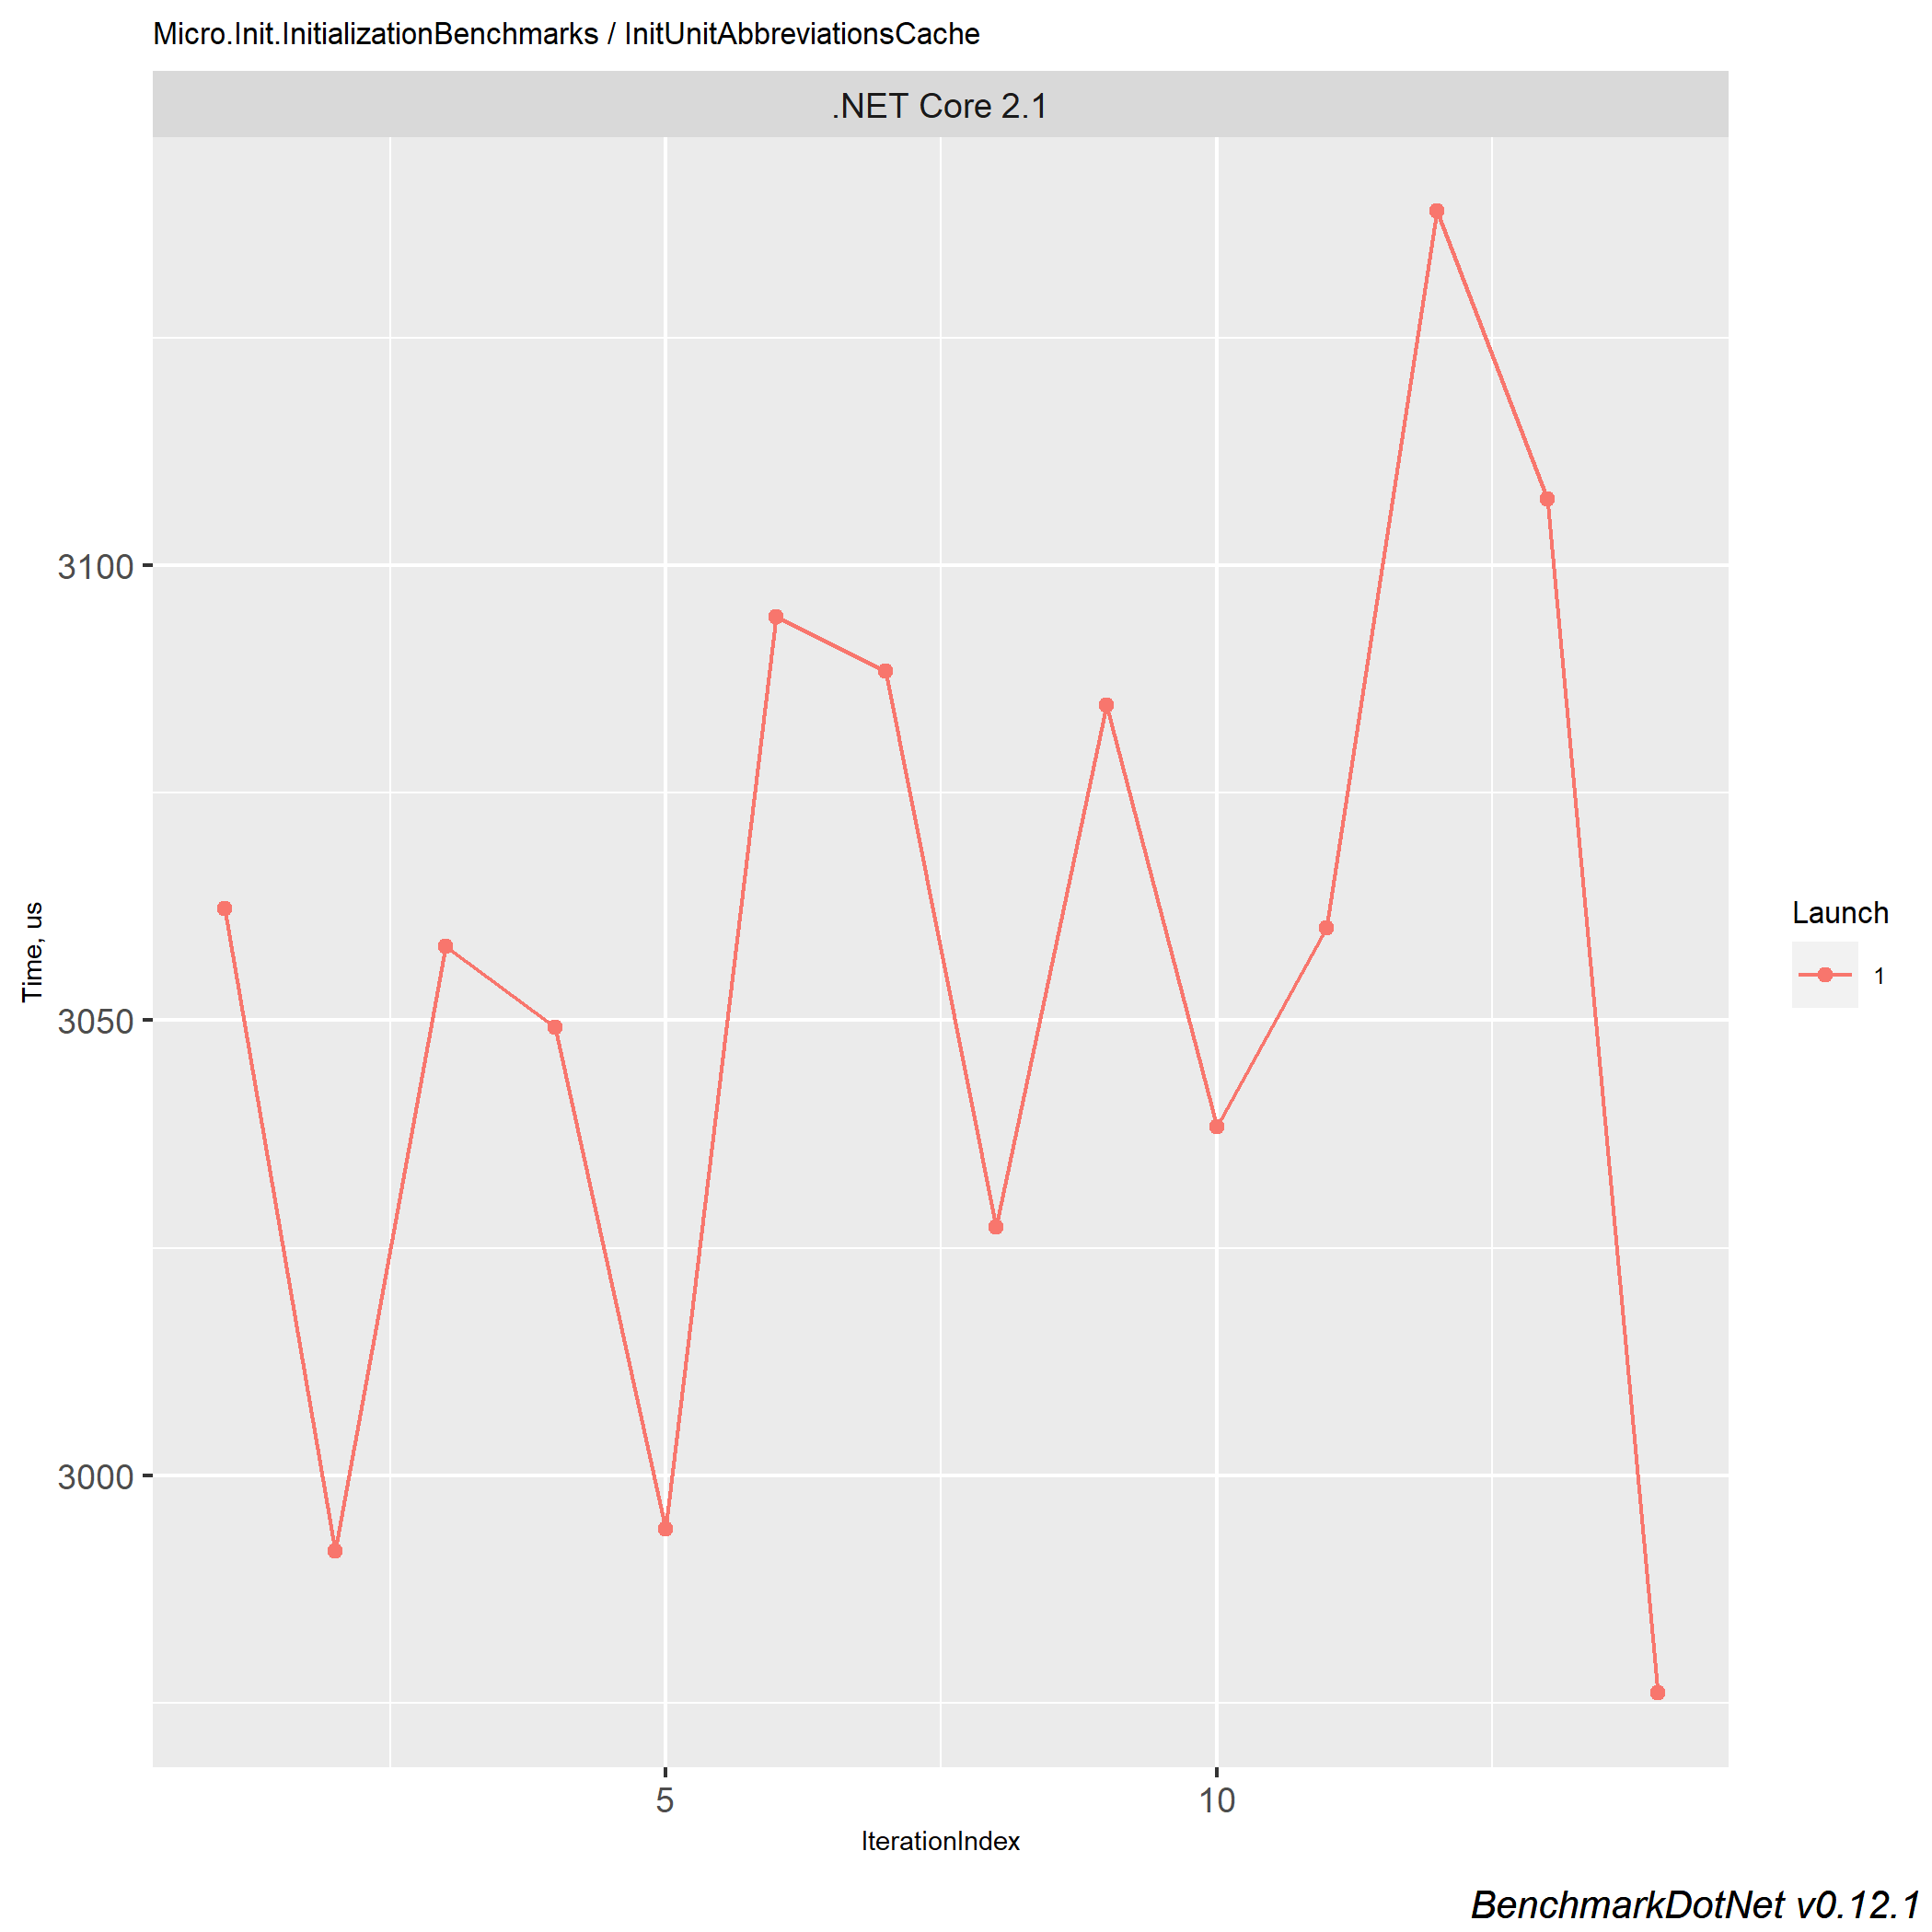 Micro.Init.InitializationBenchmarks / InitUnitAbbreviationsCache
.NET Core 2.1
3100
3050
3000
Time, us
5
10
IterationIndex
Launch
1
BenchmarkDotNet v0.12.1